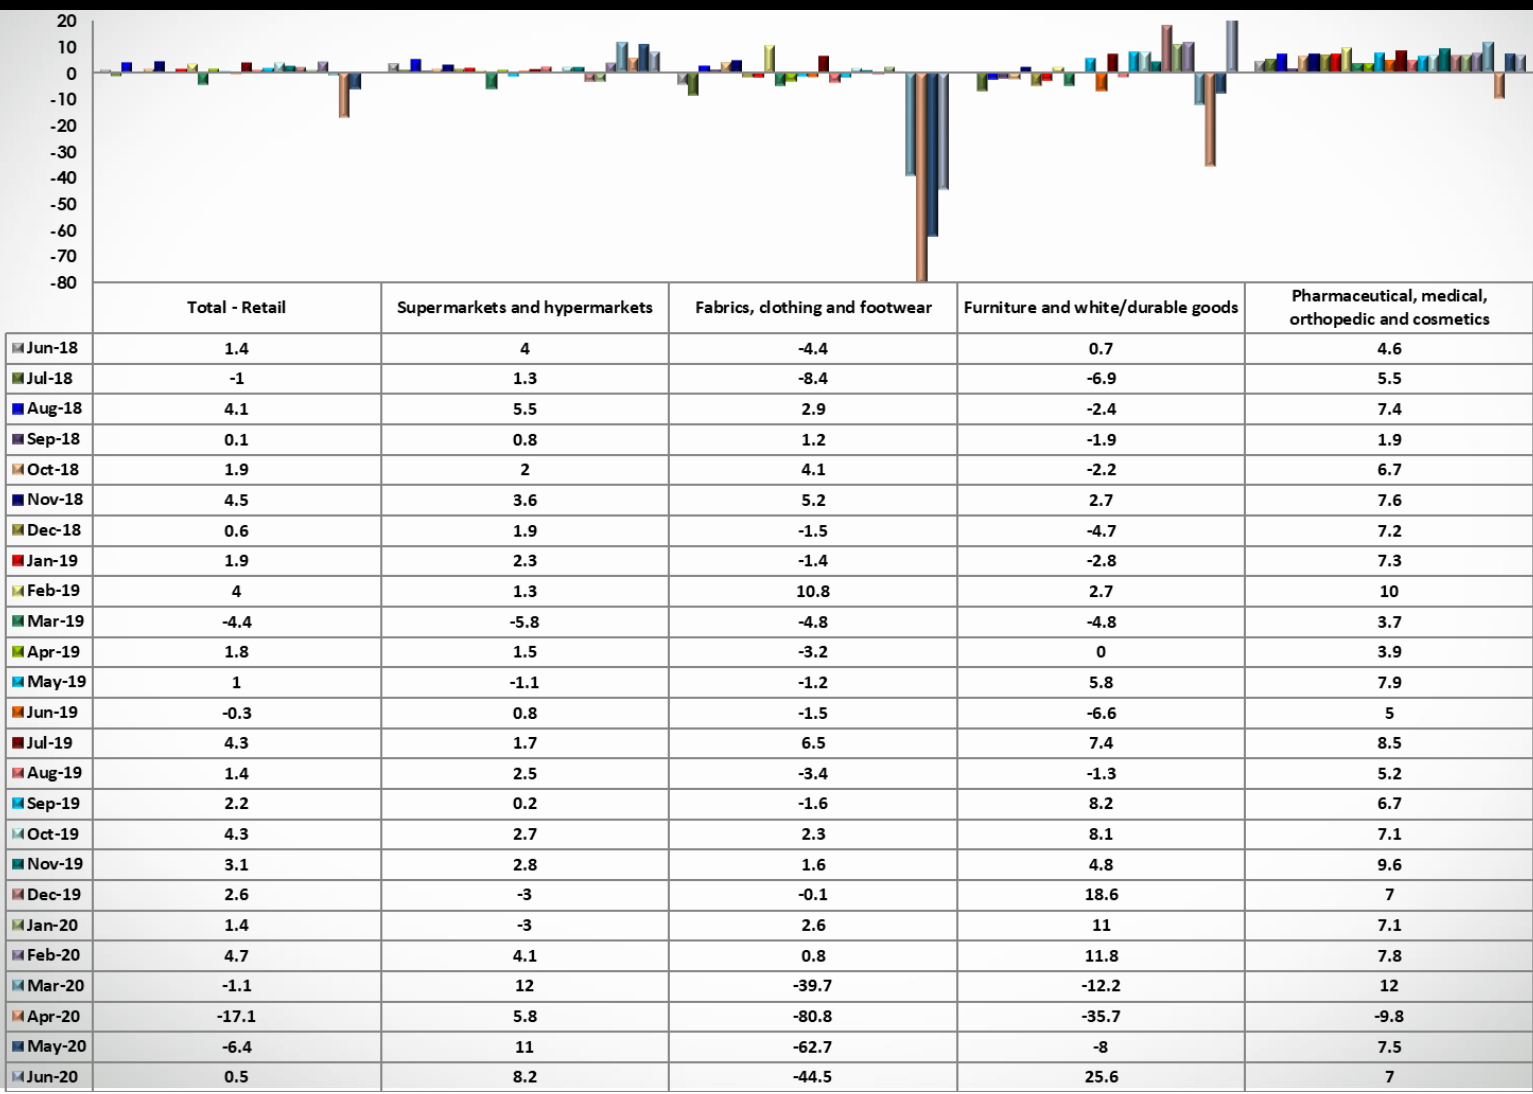 20
10
0
-10
-20
-30
-40
-50
-60
-70
-80
Total - Retail Supermarkets and hypermarkets Fabrics, clothing and footwear Furniture and white/durable goods Pharmaceutical, medical, orthopedic and cosmetics
Jun-18 1.4 4 -4.4 0.7 4.6
Jul-18 -1 1.3 -8.4 -6.9 5.5
Aug-18 4.1 5.5 2.9 -2.4 7.4
Sep-18 0.1 0.8 1.2 -1.9 1.9
Oct-18 1.9 2 4.1 -2.2 6.7
Nov-18 4.5 3.6 5.2 2.7 7.6
Dec-18 0.6 1.9 -1.5 -4.7 7.2
Jan-19 1.9 2.3 -1.4 -2.8 7.3
Feb-19 4 1.3 10.8 2.7 10
Mar-19 -4.4 -5.8 -4.8 -4.8 3.7
Apr-19 1.8 1.5 -3.2 0 3.9
May-19 1 -1.1 -1.2 5.8 7.9
Jun-19 -0.3 0.8 -1.5 -6.6 5
Jul-19 4.3 1.7 6.5 7.4 8.5
Aug-19 1.4 2.5 -3.4 -1.3 5.2
Sep-19 2.2 0.2 -1.6 8.2 6.7
Oct-19 4.3 2.7 2.3 8.1 7.1
Nov-19 3.1 2.8 1.6 4.8 9.6
Dec-19 2.6 -3 -0.1 18.6 7
Jan-20 1.4 -3 2.6 11 7.1
Feb-20 4.7 4.1 0.8 11.8 7.8
Mar-20 -1.1 12 -39.7 -12.2 12
Apr-20 -17.1 5.8 -80.8 -35.7 -9.8
May-20 -6.4 11 -62.7 -8 7.5
Jun-20 0.5 8.2 -44.5 25.6 7